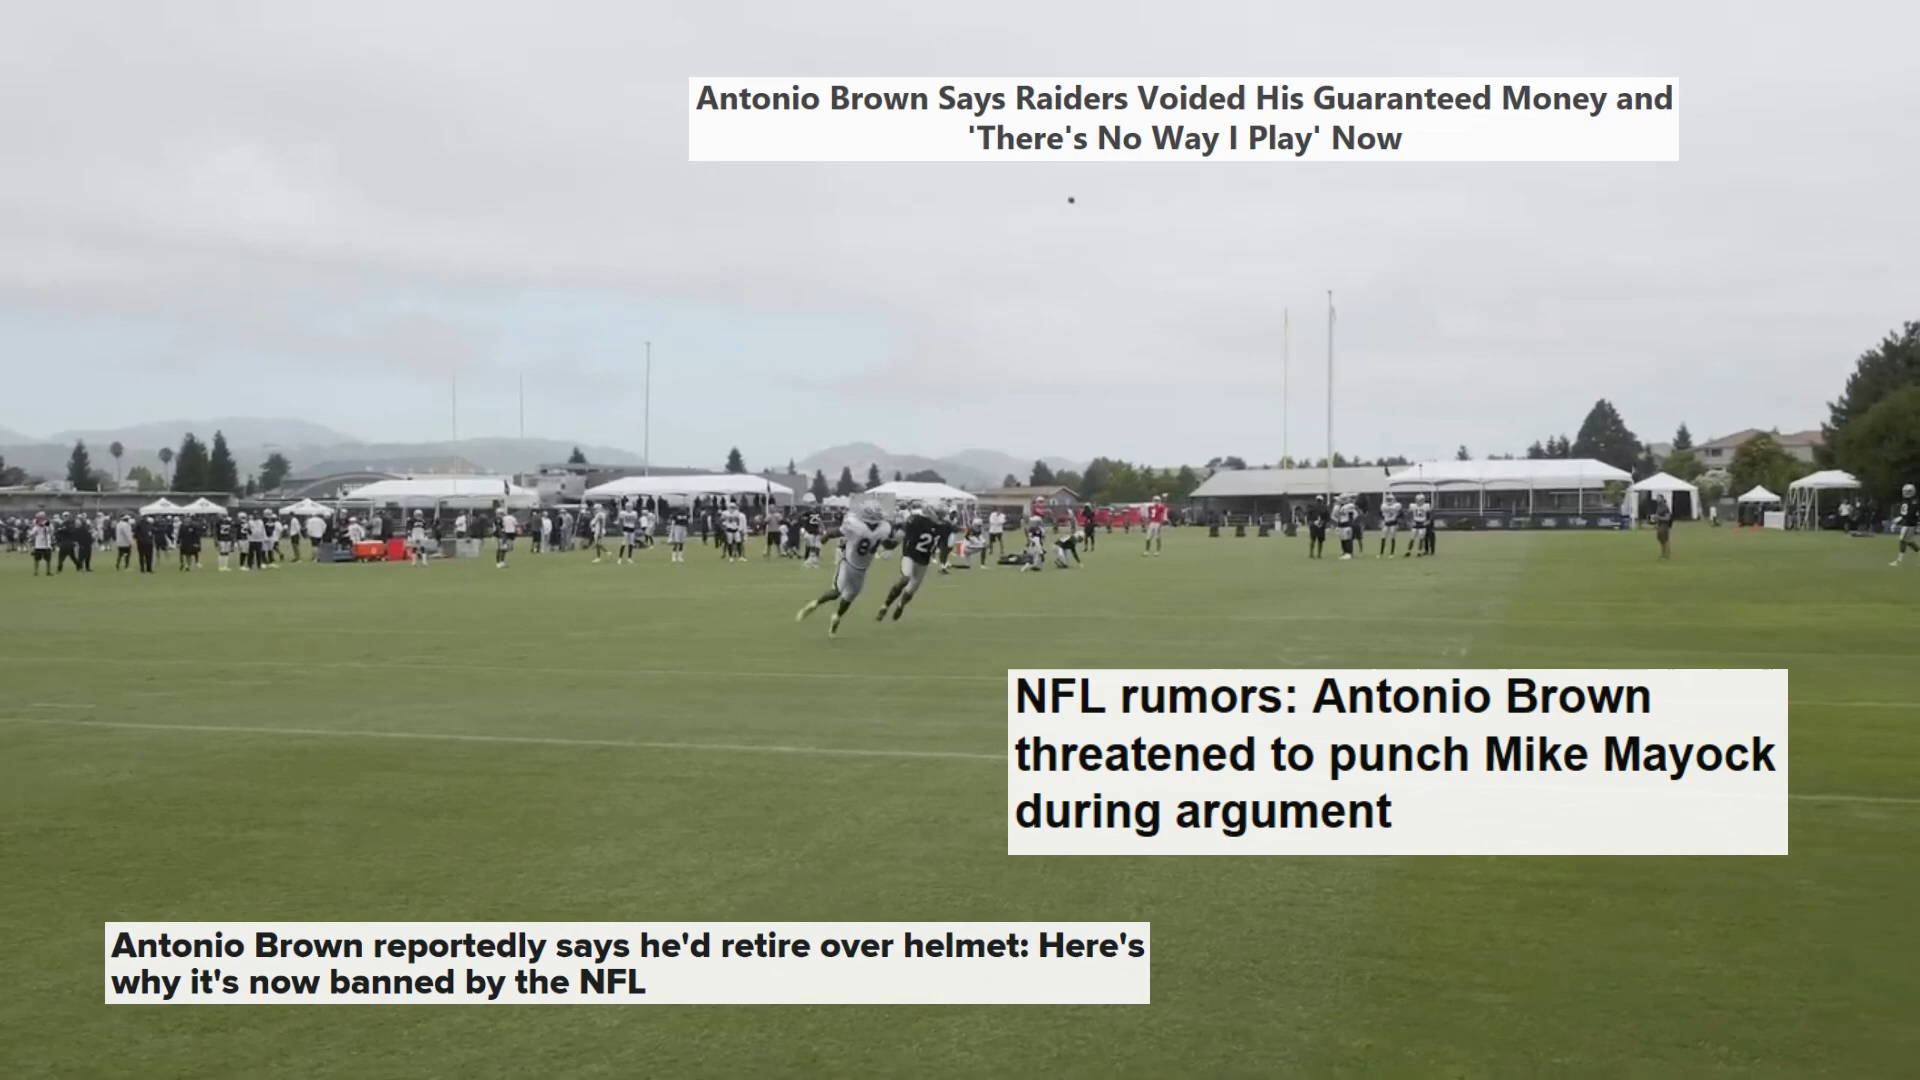 Antonio Brown Says Raiders Voided His Guaranteed Money and
'There's No Way I Play' Now
21
NFL rumors: Antonio Brown
threatened to punch Mike Mayock
during argument
Antonio Brown reportedly says he'd retire over helmet: Here's
why it's now banned by the NFL